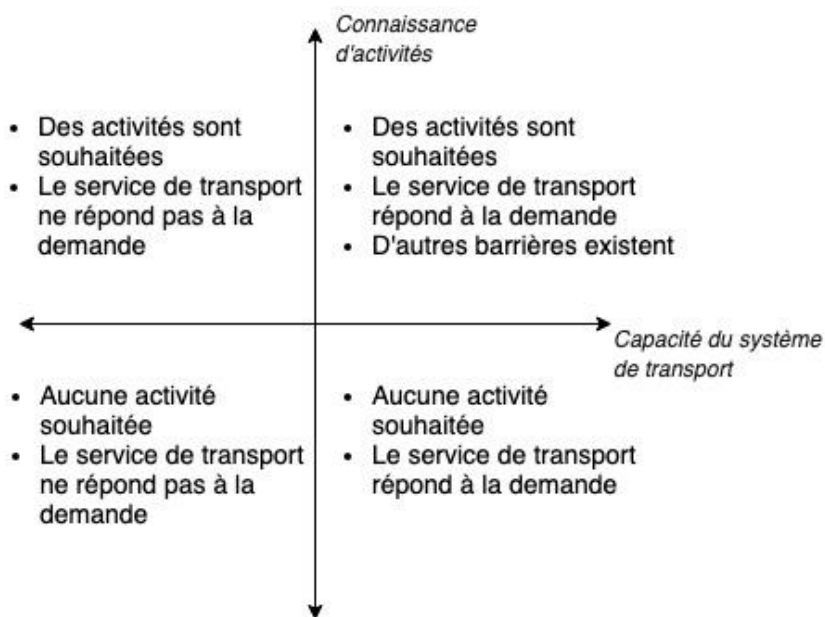 Connaissance
d'activités
• Des activités sont
souhaitées
• Le service de transport
ne répond pas à la
demande
• Des activités sont
souhaitées
• Le service de transport
répond à la demande
• D'autres barrières existent
Capacité du système
de transport
• Aucune activité
souhaitée
• Le service de transport
ne répond pas à la
demande
• Aucune activité
souhaitée
• Le service de transport
répond à la demande